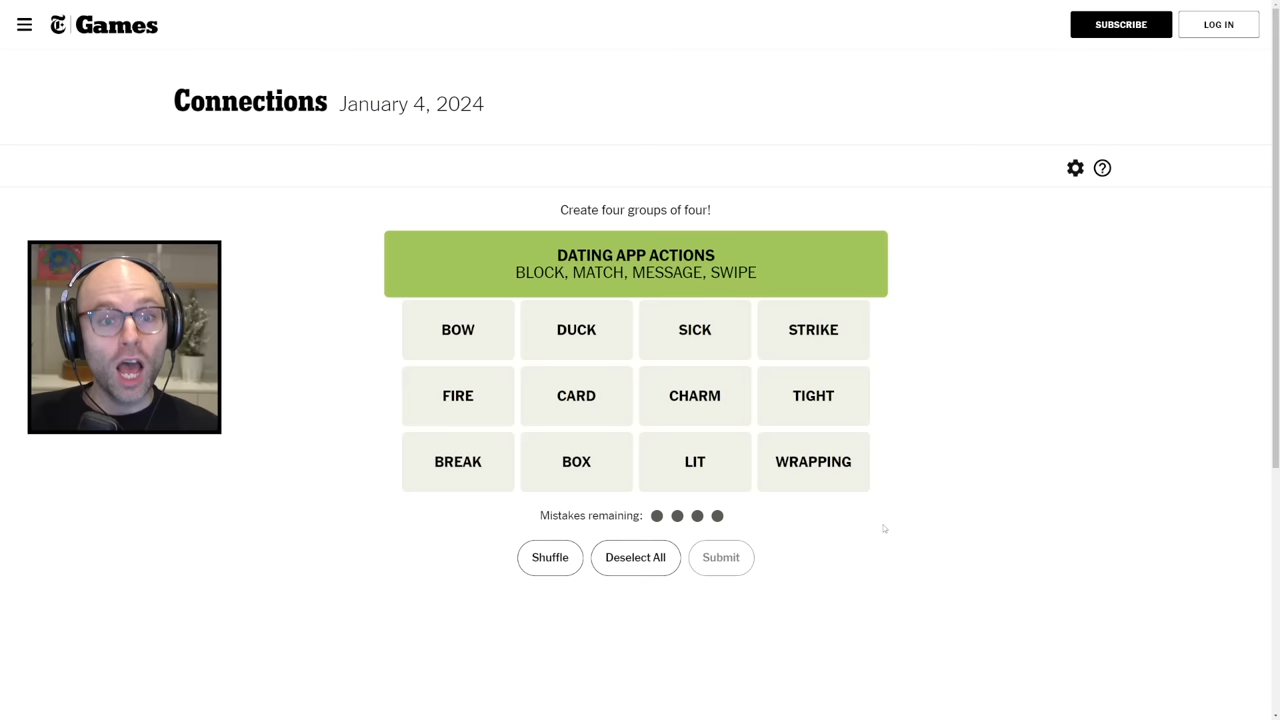 Games
SUBSCRIBE
LOG IN
Connections January 4, 2024
Create four groups of four!
DATING APP ACTIONS
BLOCK, MATCH, MESSAGE, SWIPE
BOW DUCK SICK STRIKE
FIRE CARD CHARM TIGHT
BREAK BOX LIT WRAPPING
Mistakes remaining:
Shuffle Deselect All Submit